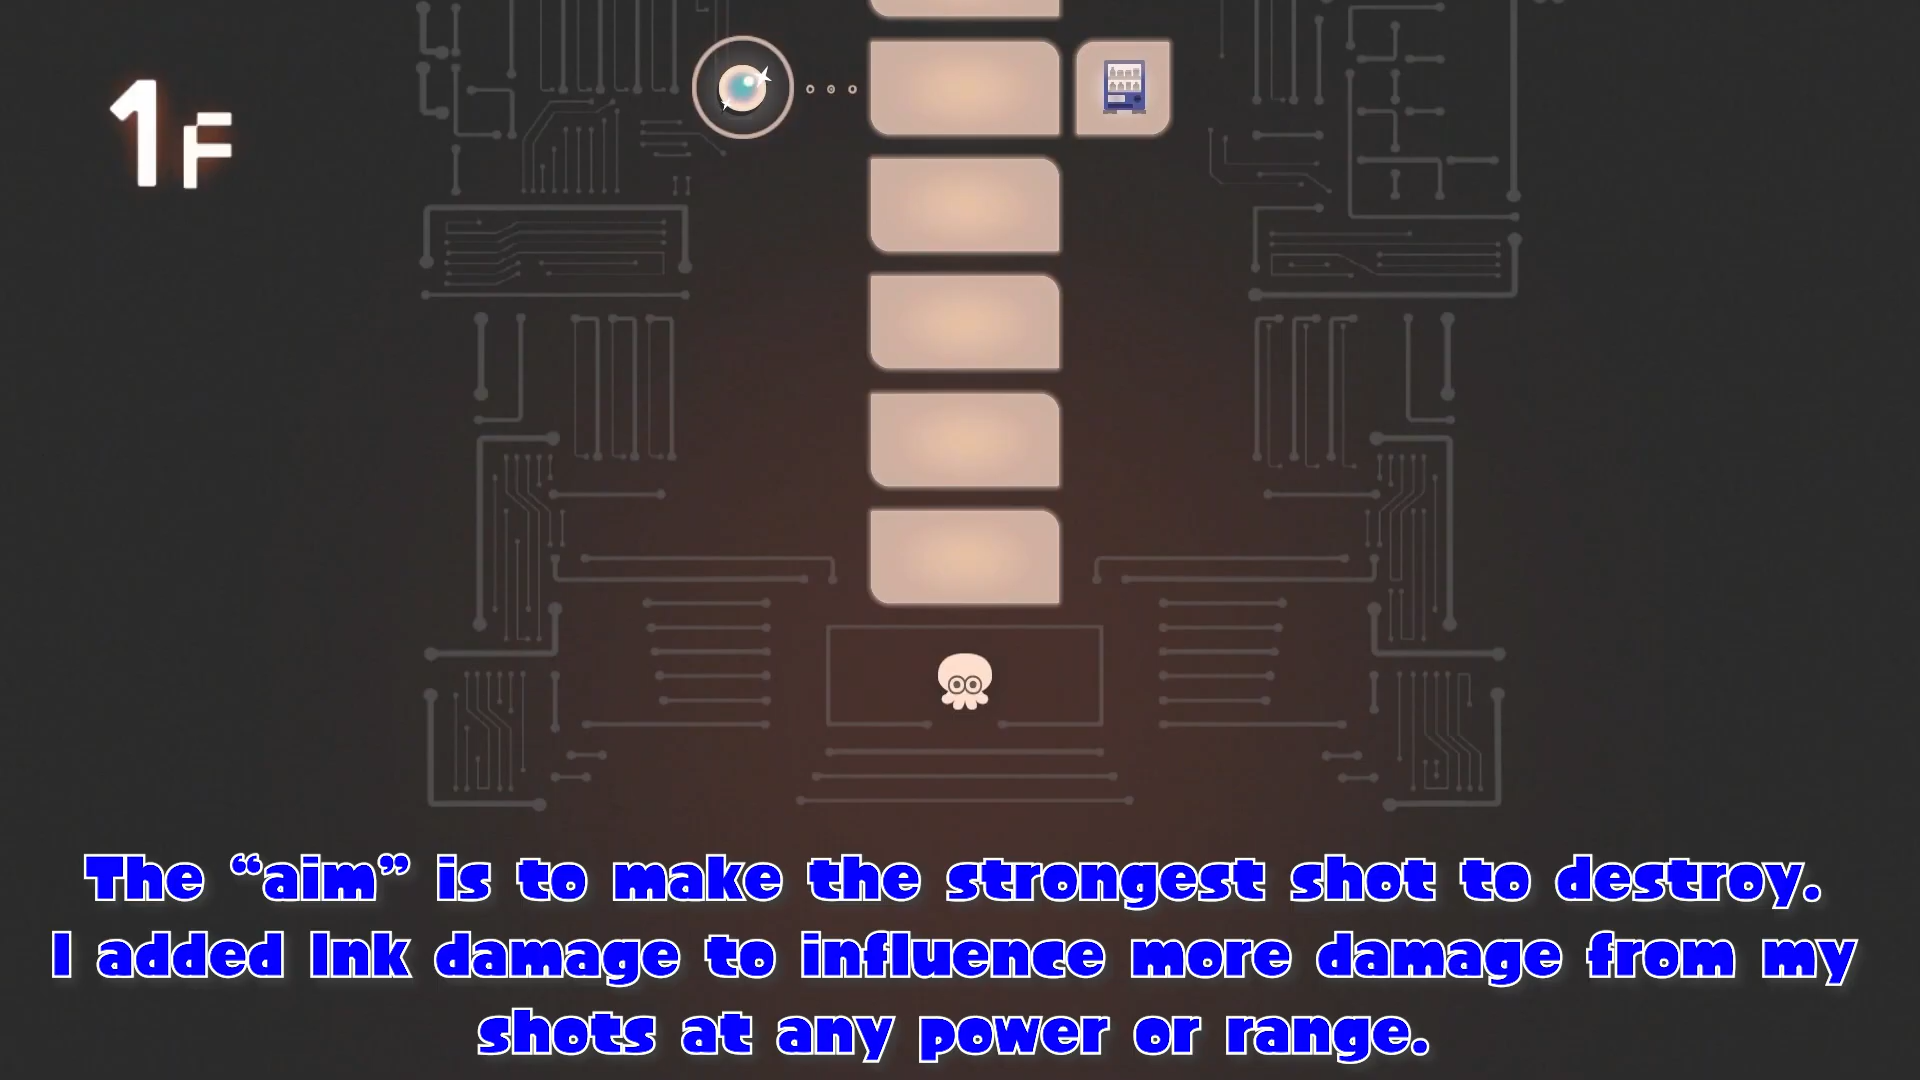 1F
The “aim” is to make the strongest shot to destroy.
I added Ink damage to influence more damage from my
shots at any power or range.